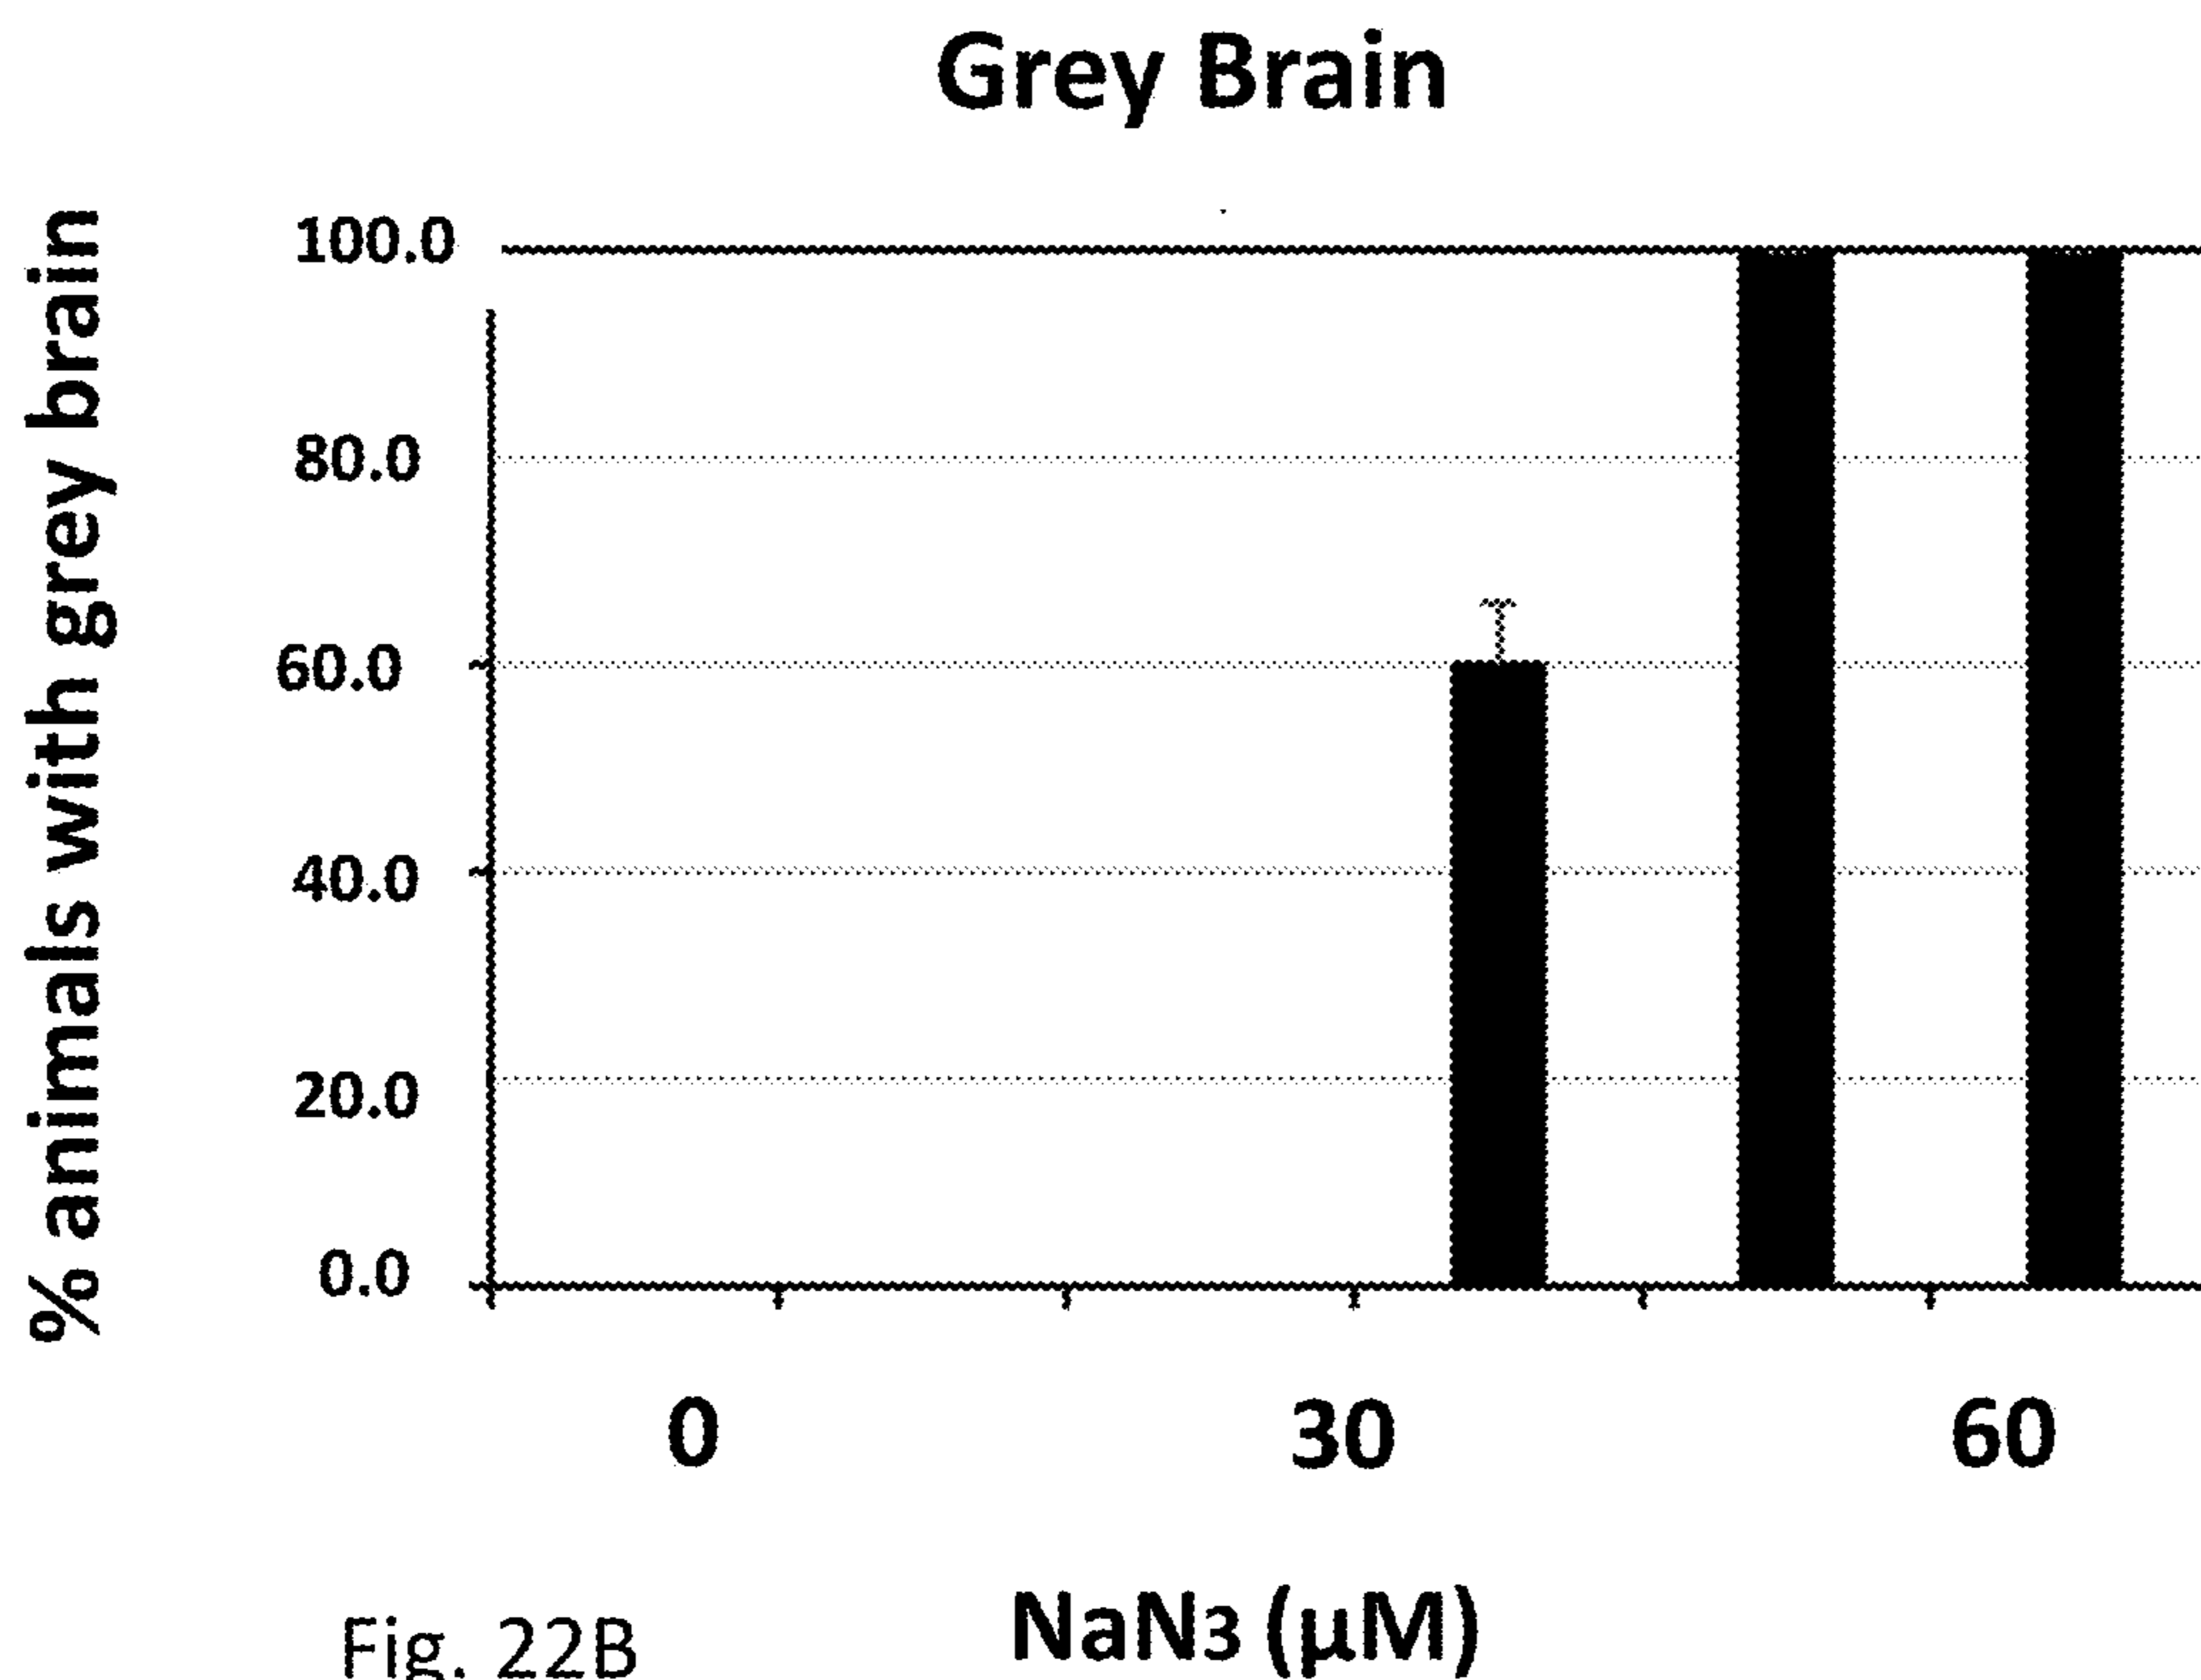 Grey Brain
% animals with grey brain
100.0
80.0
60.0
40.0
20.0
0.0
0 30 60
NaN3 (μM)
Fig. 22B